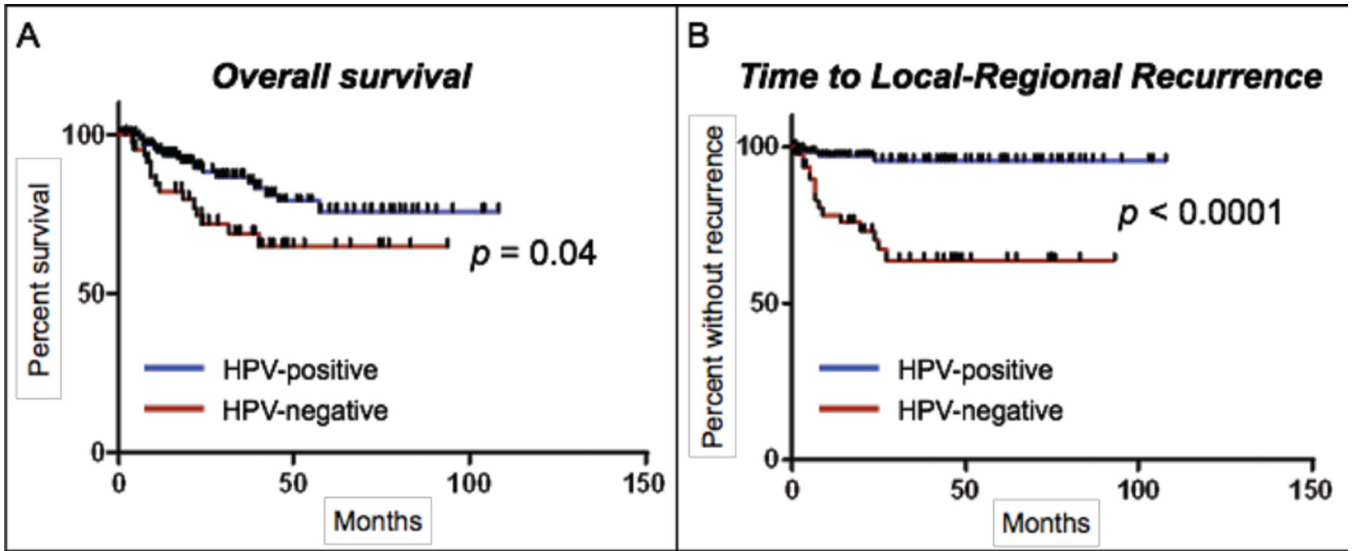 A
Overall survival
Percent survival
100
50
0
p = 0.04
HPV-positive
HPV-negative
0 50 100 150
Months
B
Time to Local-Regional Recurrence
Percent without recurrence
100
50
0
p < 0.0001
HPV-positive
HPV-negative
0 50 100 150
Months